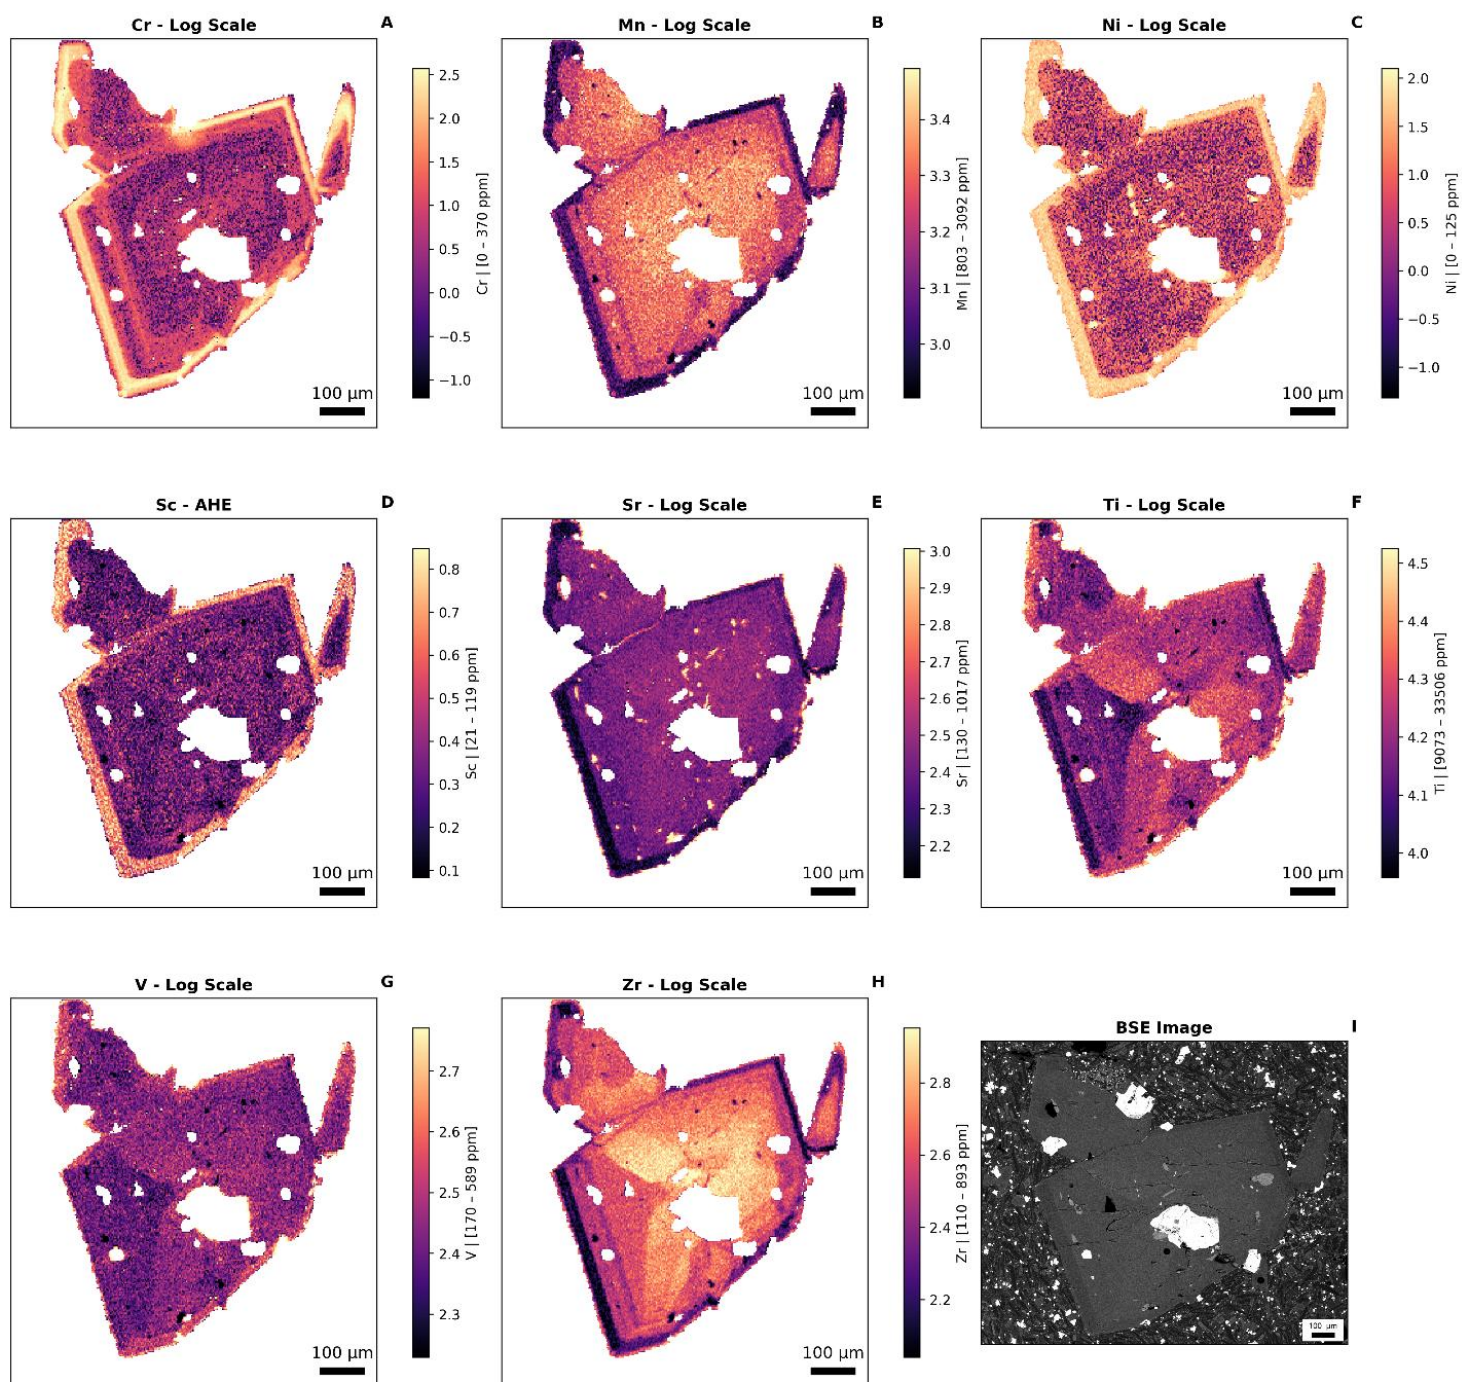 Cr - Log Scale
A
2.5
2.0
1.5
1.0
0.5
0.0
−0.5
−1.0
Cr | [0 – 370 ppm]
100 µm
Mn - Log Scale
B
3.4
3.3
3.2
3.1
3.0
Mn | [803 – 3092 ppm]
100 µm
Ni - Log Scale
C
2.0
1.5
1.0
0.5
0.0
−0.5
−1.0
Ni | [0 – 125 ppm]
100 µm
Sc - AHE
D
0.8
0.7
0.6
0.5
0.4
0.3
0.2
0.1
Sc | [21 – 119 ppm]
100 µm
Sr - Log Scale
E
3.0
2.9
2.8
2.7
2.6
2.5
2.4
2.3
2.2
Sr | [130 – 1017 ppm]
100 µm
Ti - Log Scale
F
4.5
4.4
4.3
4.2
4.1
4.0
Ti | [9073 – 33506 ppm]
100 µm
V - Log Scale
G
2.7
2.6
2.5
2.4
2.3
V | [170 – 589 ppm]
100 µm
Zr - Log Scale
H
2.8
2.6
2.4
2.2
Zr | [110 – 893 ppm]
100 µm
BSE Image
I
100 µm